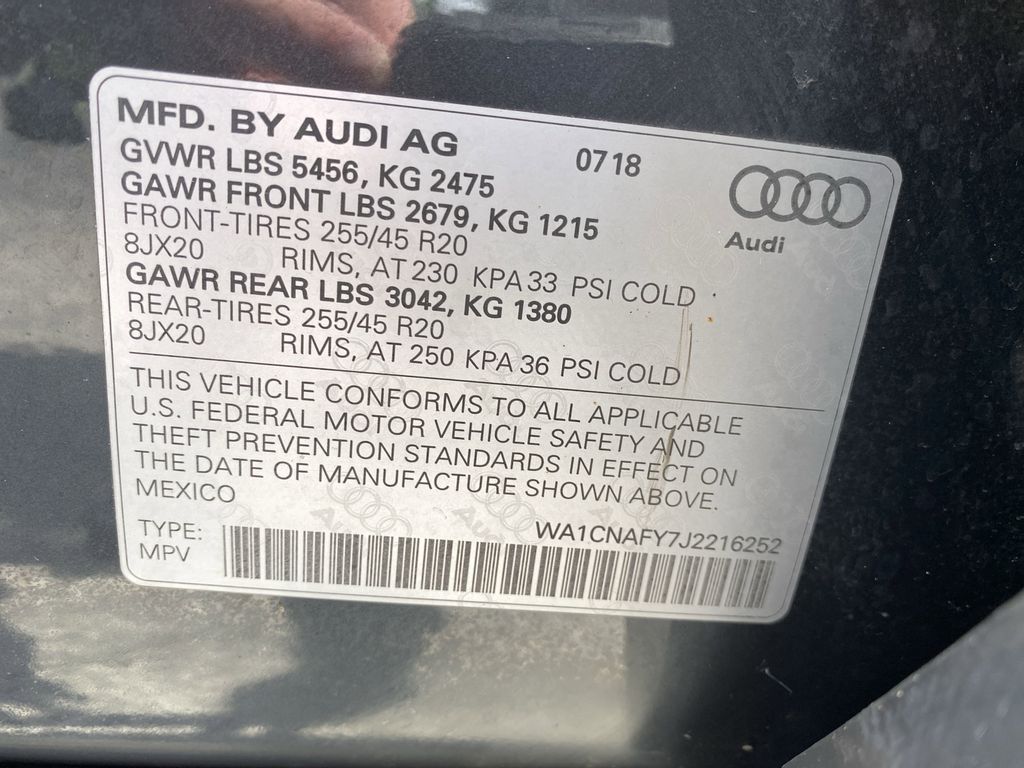 MFD. BY AUDI AG 0718
GVWR LBS 5456, KG 2475
GAWR FRONT LBS 2679, KG 1215
FRONT-TIRES 255/45 R20
8JX20 RIMS, AT 230 KPA 33 PSI COLD
GAWR REAR LBS 3042, KG 1380
REAR-TIRES 255/45 R20
8JX20 RIMS, AT 250 KPA 36 PSI COLD
Audi
THIS VEHICLE CONFORMS TO ALL APPLICABLE
U.S. FEDERAL MOTOR VEHICLE SAFETY AND
THEFT PREVENTION STANDARDS IN EFFECT ON
THE DATE OF MANUFACTURE SHOWN ABOVE.
MEXICO
WA1CNAFY7J2216252
TYPE:
MPV